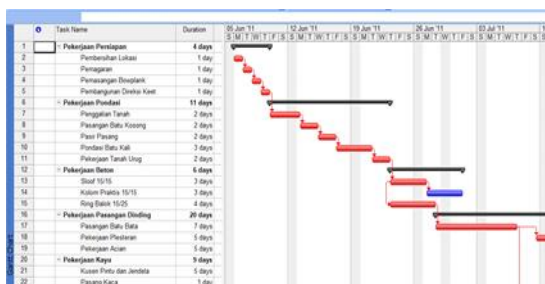 Task Name Duration 05 Jun '11 12 Jun '11 19 Jun '11 26 Jun '11 03 Jul '11
S M T W T F S S M T W T F S S M T W T F S S M T W T F S S M T W T F S
1 Pekerjaan Persiapan 4 days
2 Pembersihan Lokasi 1 day
3 Pemagaran 1 day
4 Pemasangan Bowplank 1 day
5 Pembangunan Direksi Keet 1 day
6 Pekerjaan Pondasi 11 days
7 Penggalian Tanah 2 days
8 Pasangan Batu Kosong 2 days
9 Pasir Pasang 2 days
10 Pondasi Batu Kali 3 days
11 Pekerjaan Tanah Urug 2 days
12 Pekerjaan Beton 6 days
13 Sloof 15/15 3 days
14 Kolom Praktis 15/15 3 days
15 Ring Balok 15/25 4 days
16 Pekerjaan Pasangan Dinding 20 days
17 Pasangan Batu Bata 7 days
18 Pekerjaan Plesteran 5 days
19 Pekerjaan Acian 5 days
20 Pekerjaan Kayu 9 days
21 Kusen Pintu dan Jendela 5 days
22 Pasang Kaca 1 day
Gantt Chart